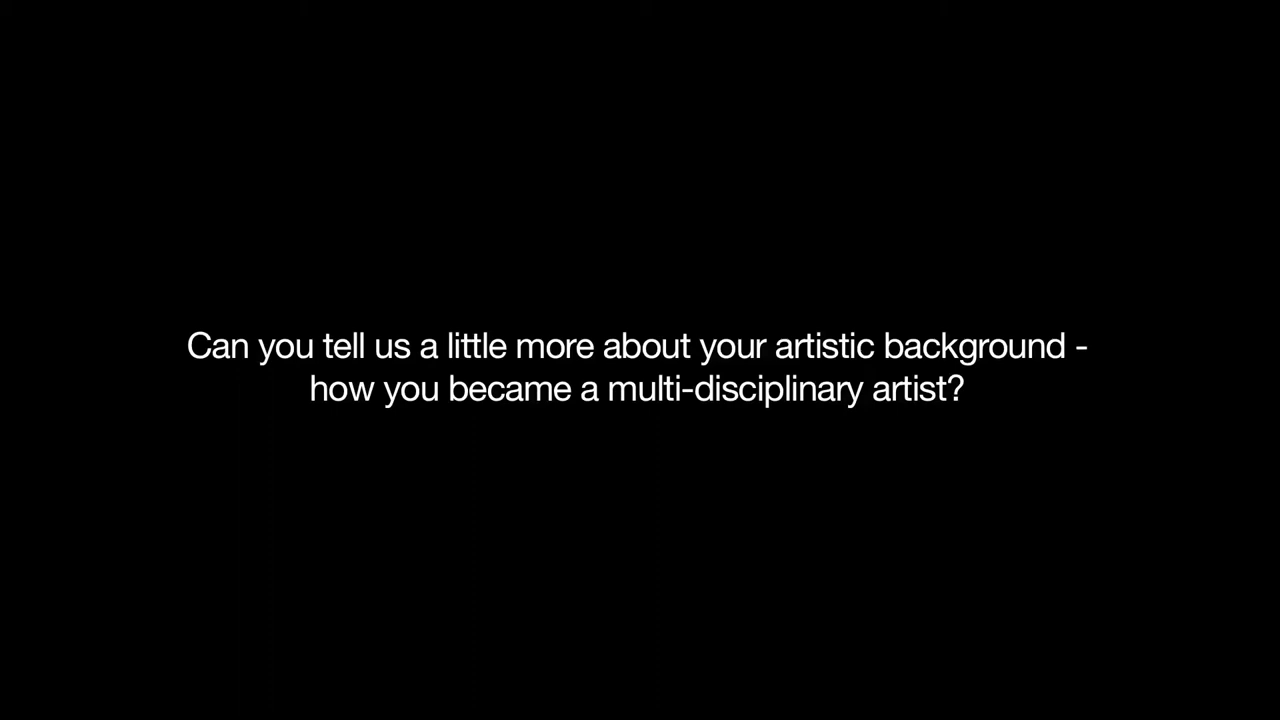 Can you tell us a little more about your artistic background -
how you became a multi-disciplinary artist?